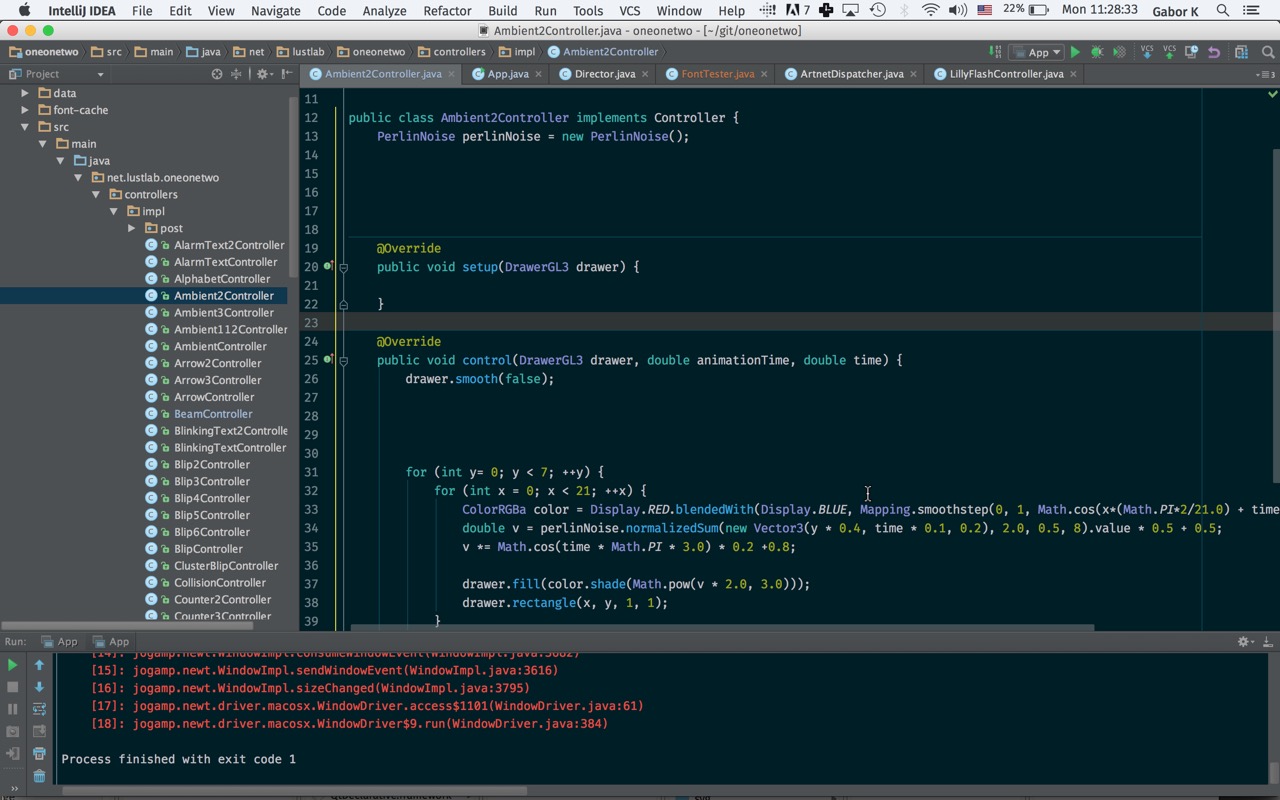 IntelliJ IDEA File Edit View Navigate Code Analyze Refactor Build Run Tools VCS Window Help 7 22% Mon 11:28:33 Gabor K
Ambient2Controller.java - oneonetwo - [~/git/oneonetwo]
oneonetwo src main java net lustlab oneonetwo controllers impl Ambient2Controller App VCS VCS
Project Ambient2Controller.java App.java Director.java FontTester.java ArtnetDispatcher.java LillyFlashController.java
data
font-cache
src
main
java
net.lustlab.oneonetwo
controllers
impl
post
AlarmText2Controller
AlarmTextController
AlphabetController
Ambient2Controller
Ambient3Controller
Ambient112Controller
AmbientController
Arrow2Controller
Arrow3Controller
ArrowController
BeamController
BlinkingText2Controlle
BlinkingTextController
Blip2Controller
Blip3Controller
Blip4Controller
Blip5Controller
Blip6Controller
BlipController
ClusterBlipController
CollisionController
Counter2Controller
Counter3Controller
11
12 public class Ambient2Controller implements Controller {
13 PerlinNoise perlinNoise = new PerlinNoise();
14
15
16
17
18
19 @Override
20 public void setup(DrawerGL3 drawer) {
21
22 }
23
24 @Override
25 public void control(DrawerGL3 drawer, double animationTime, double time) {
26 drawer.smooth(false);
27
28
29
30
31 for (int y= 0; y < 7; ++y) {
32 for (int x = 0; x < 21; ++x) {
33 ColorRGBa color = Display.RED.blendedWith(Display.BLUE, Mapping.smoothstep(0, 1, Math.cos(x*(Math.PI*2/21.0) + time
34 double v = perlinNoise.normalizedSum(new Vector3(y * 0.4, time * 0.1, 0.2), 2.0, 0.5, 8).value * 0.5 + 0.5;
35 v *= Math.cos(time * Math.PI * 3.0) * 0.2 +0.8;
36
37 drawer.fill(color.shade(Math.pow(v * 2.0, 3.0)));
38 drawer.rectangle(x, y, 1, 1);
39 }
Run: App App
[14]: jogamp.newt.WindowImpl.consumeWindowEvent(WindowImpl.java:3682)
[15]: jogamp.newt.WindowImpl.sendWindowEvent(WindowImpl.java:3616)
[16]: jogamp.newt.WindowImpl.sizeChanged(WindowImpl.java:3795)
[17]: jogamp.newt.driver.macosx.WindowDriver.access$1101(WindowDriver.java:61)
[18]: jogamp.newt.driver.macosx.WindowDriver$9.run(WindowDriver.java:384)
Process finished with exit code 1